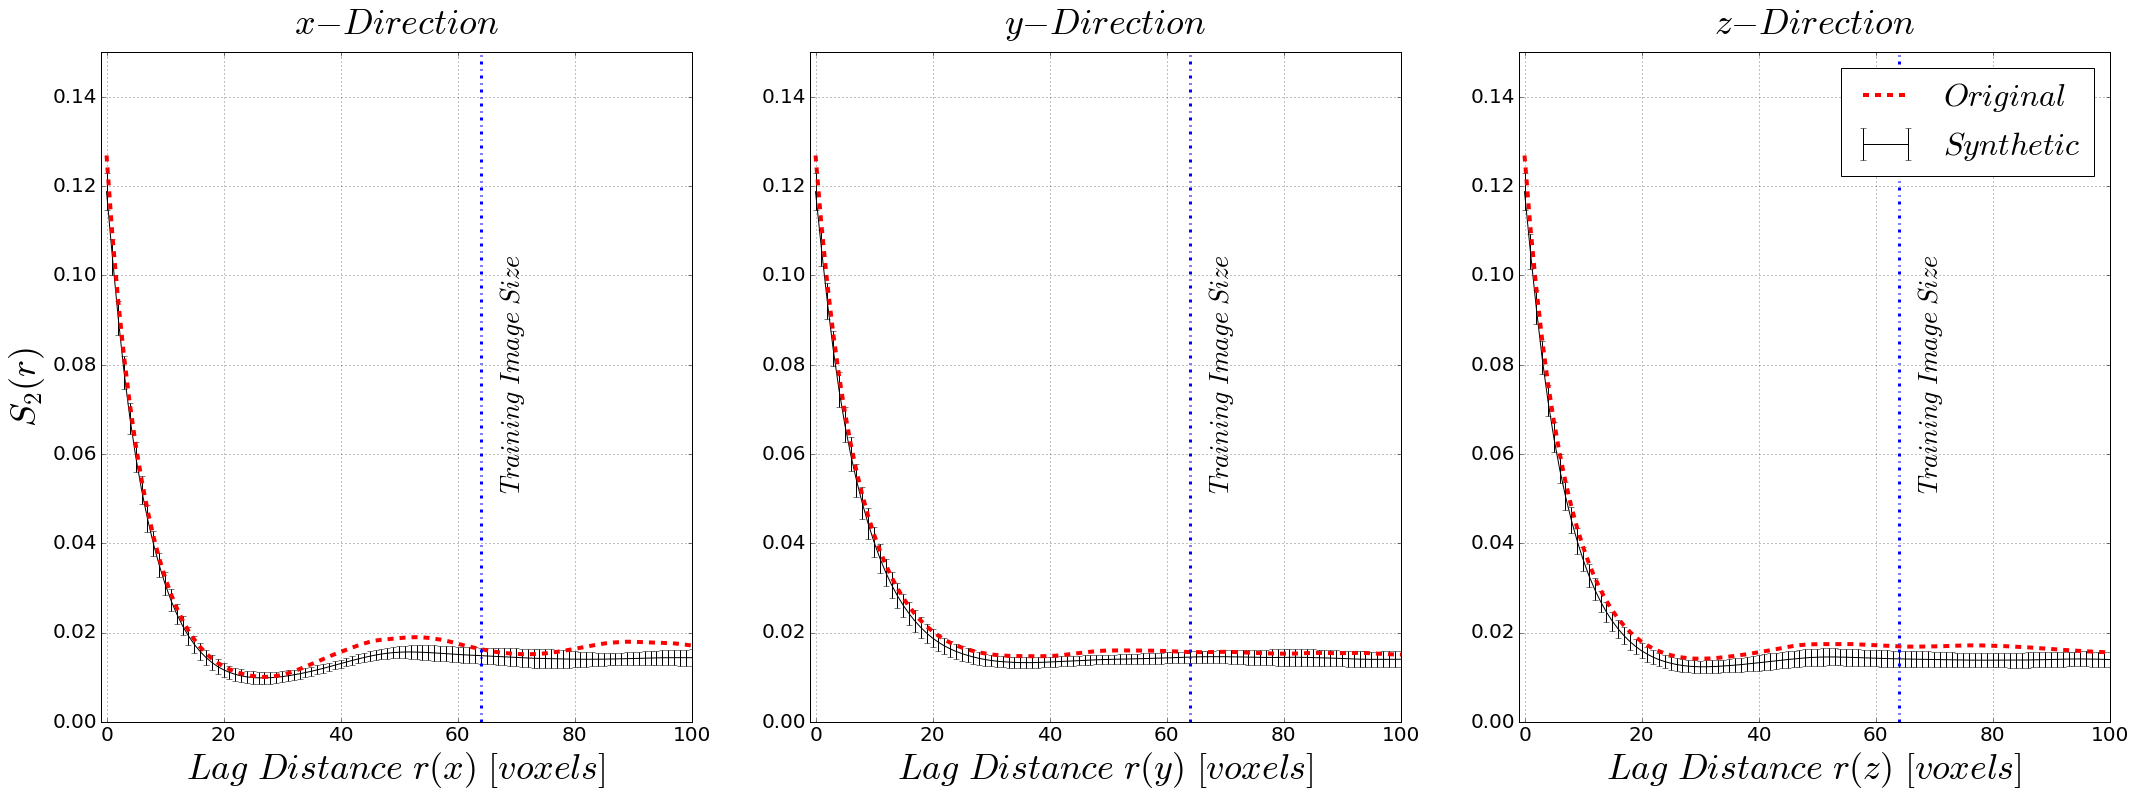 x−Direction
S₂(r)
0.14
0.12
0.10
0.08
0.06
0.04
0.02
0.00
Training Image Size
0 20 40 60 80 100
Lag Distance r(x) [voxels]
y−Direction
0.14
0.12
0.10
0.08
0.06
0.04
0.02
0.00
Training Image Size
0 20 40 60 80 100
Lag Distance r(y) [voxels]
z−Direction
Original
Synthetic
0.14
0.12
0.10
0.08
0.06
0.04
0.02
0.00
Training Image Size
0 20 40 60 80 100
Lag Distance r(z) [voxels]